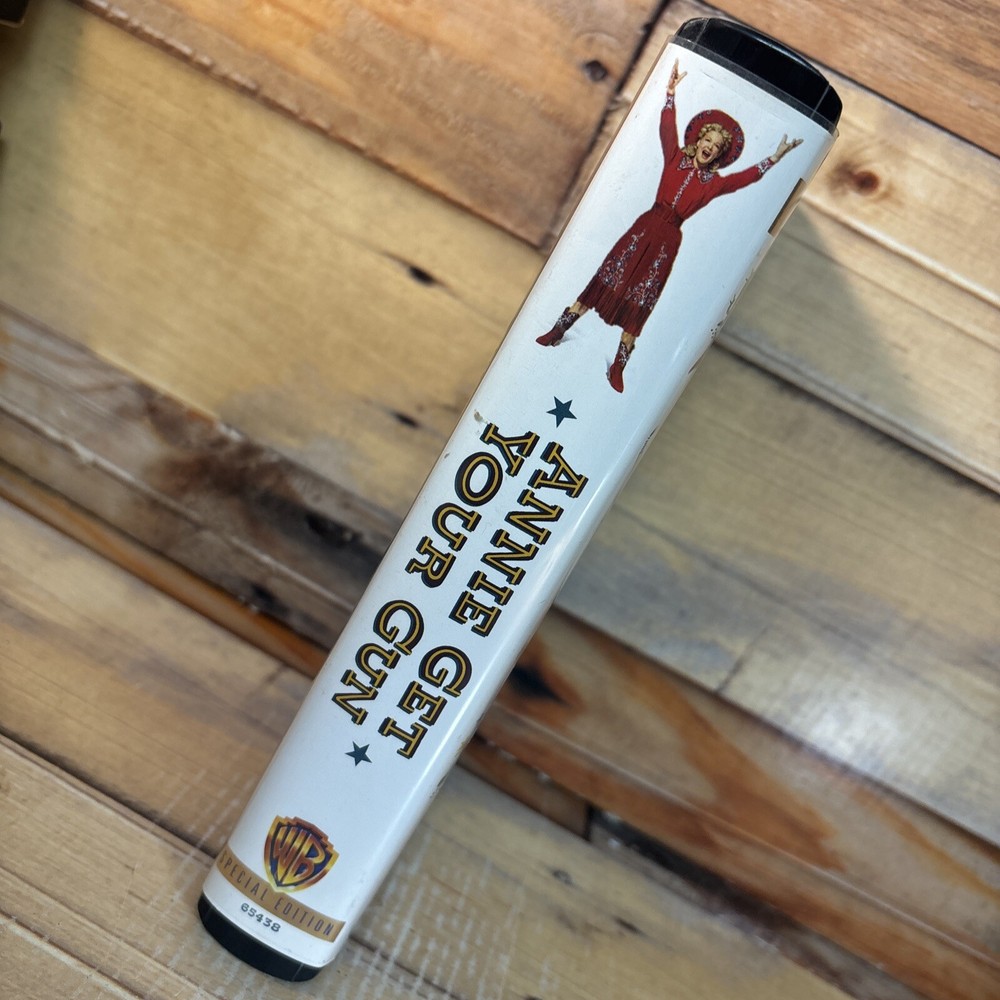 ★ ANNIE GET
YOUR GUN ★
WB
SPECIAL EDITION
65438